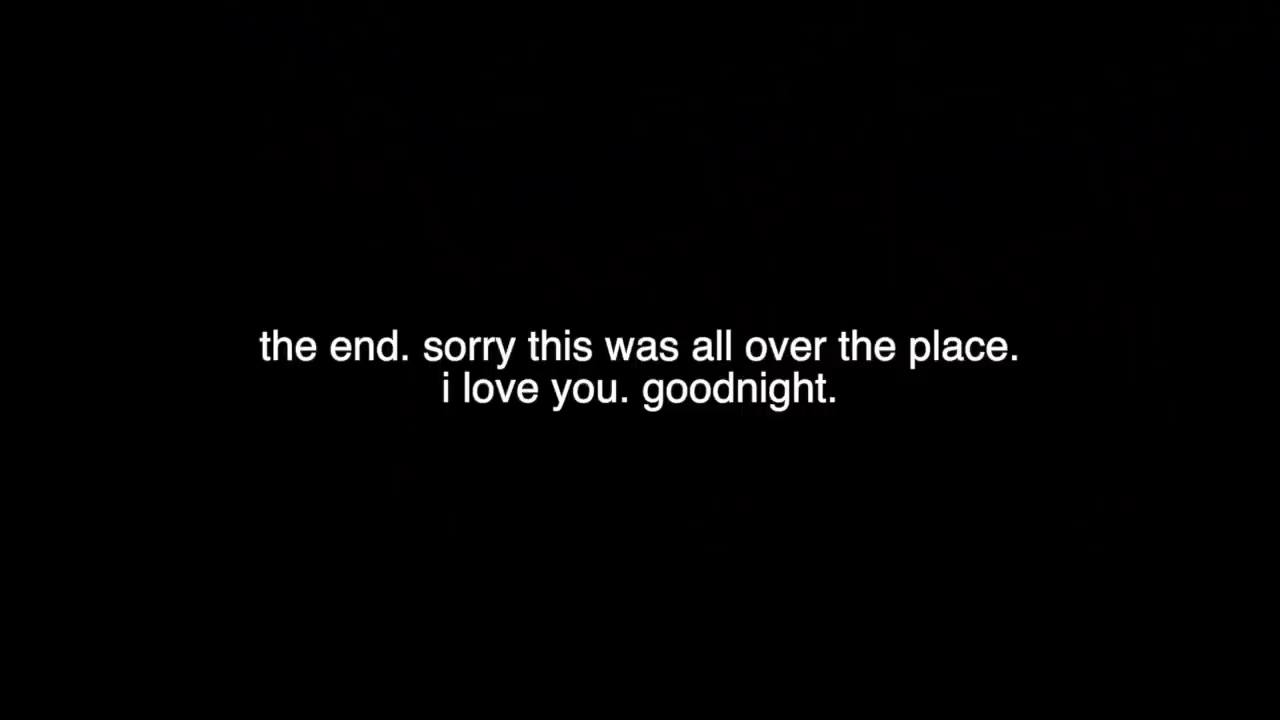 the end. sorry this was all over the place.
i love you. goodnight.